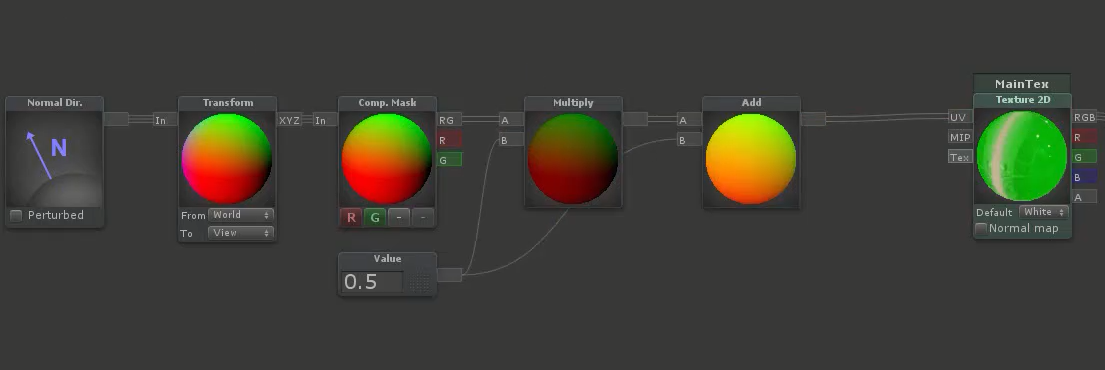 MainTex
Normal Dir.
Transform
Comp. Mask
Multiply
Add
Texture 2D
In
XYZ
In
RG
A
A
UV
RGB
R
B
B
MIP
R
N
G
Tex
G
B
A
Perturbed
From World
R G - -
Default White
To View
Normal map
Value
0.5